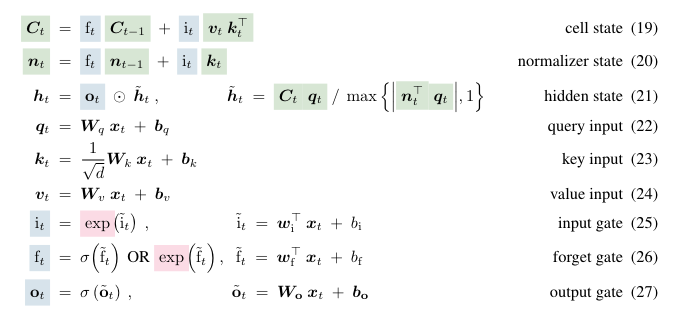 C_t = f_t C_{t−1} + i_t v_t k_t^⊤ cell state (19)
n_t = f_t n_{t−1} + i_t k_t normalizer state (20)
h_t = o_t ⊙ h̃_t , h̃_t = C_t q_t / max{|n_t^⊤ q_t|, 1} hidden state (21)
q_t = W_q x_t + b_q query input (22)
k_t = 1/√d W_k x_t + b_k key input (23)
v_t = W_v x_t + b_v value input (24)
i_t = exp(ĩ_t) , ĩ_t = w_i^⊤ x_t + b_i input gate (25)
f_t = σ(f̃_t) OR exp(f̃_t) , f̃_t = w_f^⊤ x_t + b_f forget gate (26)
o_t = σ(õ_t) , õ_t = W_o x_t + b_o output gate (27)